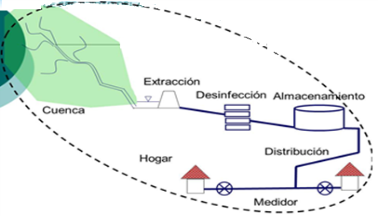 Extracción
Desinfección
Almacenamiento
Cuenca
Distribución
Hogar
Medidor